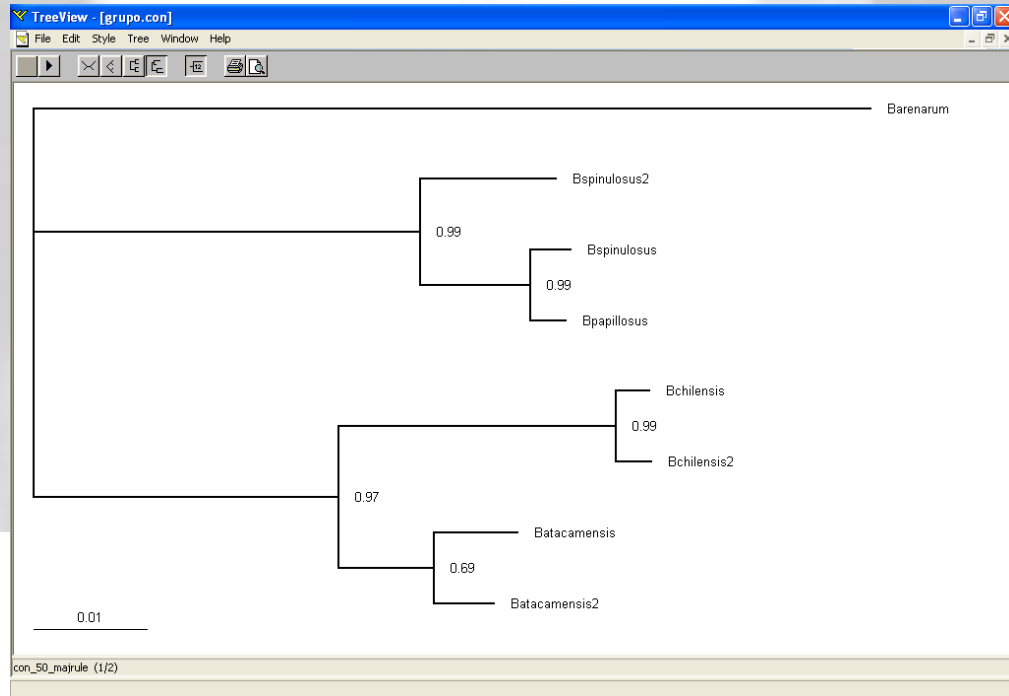 TreeView - [grupo.con]
File Edit Style Tree Window Help
Barenarum
Bspinulosus2
0.99
Bspinulosus
0.99
Bpapillosus
Bchilensis
0.99
Bchilensis2
0.97
Batacamensis
0.69
Batacamensis2
0.01
con_50_majrule (1/2)